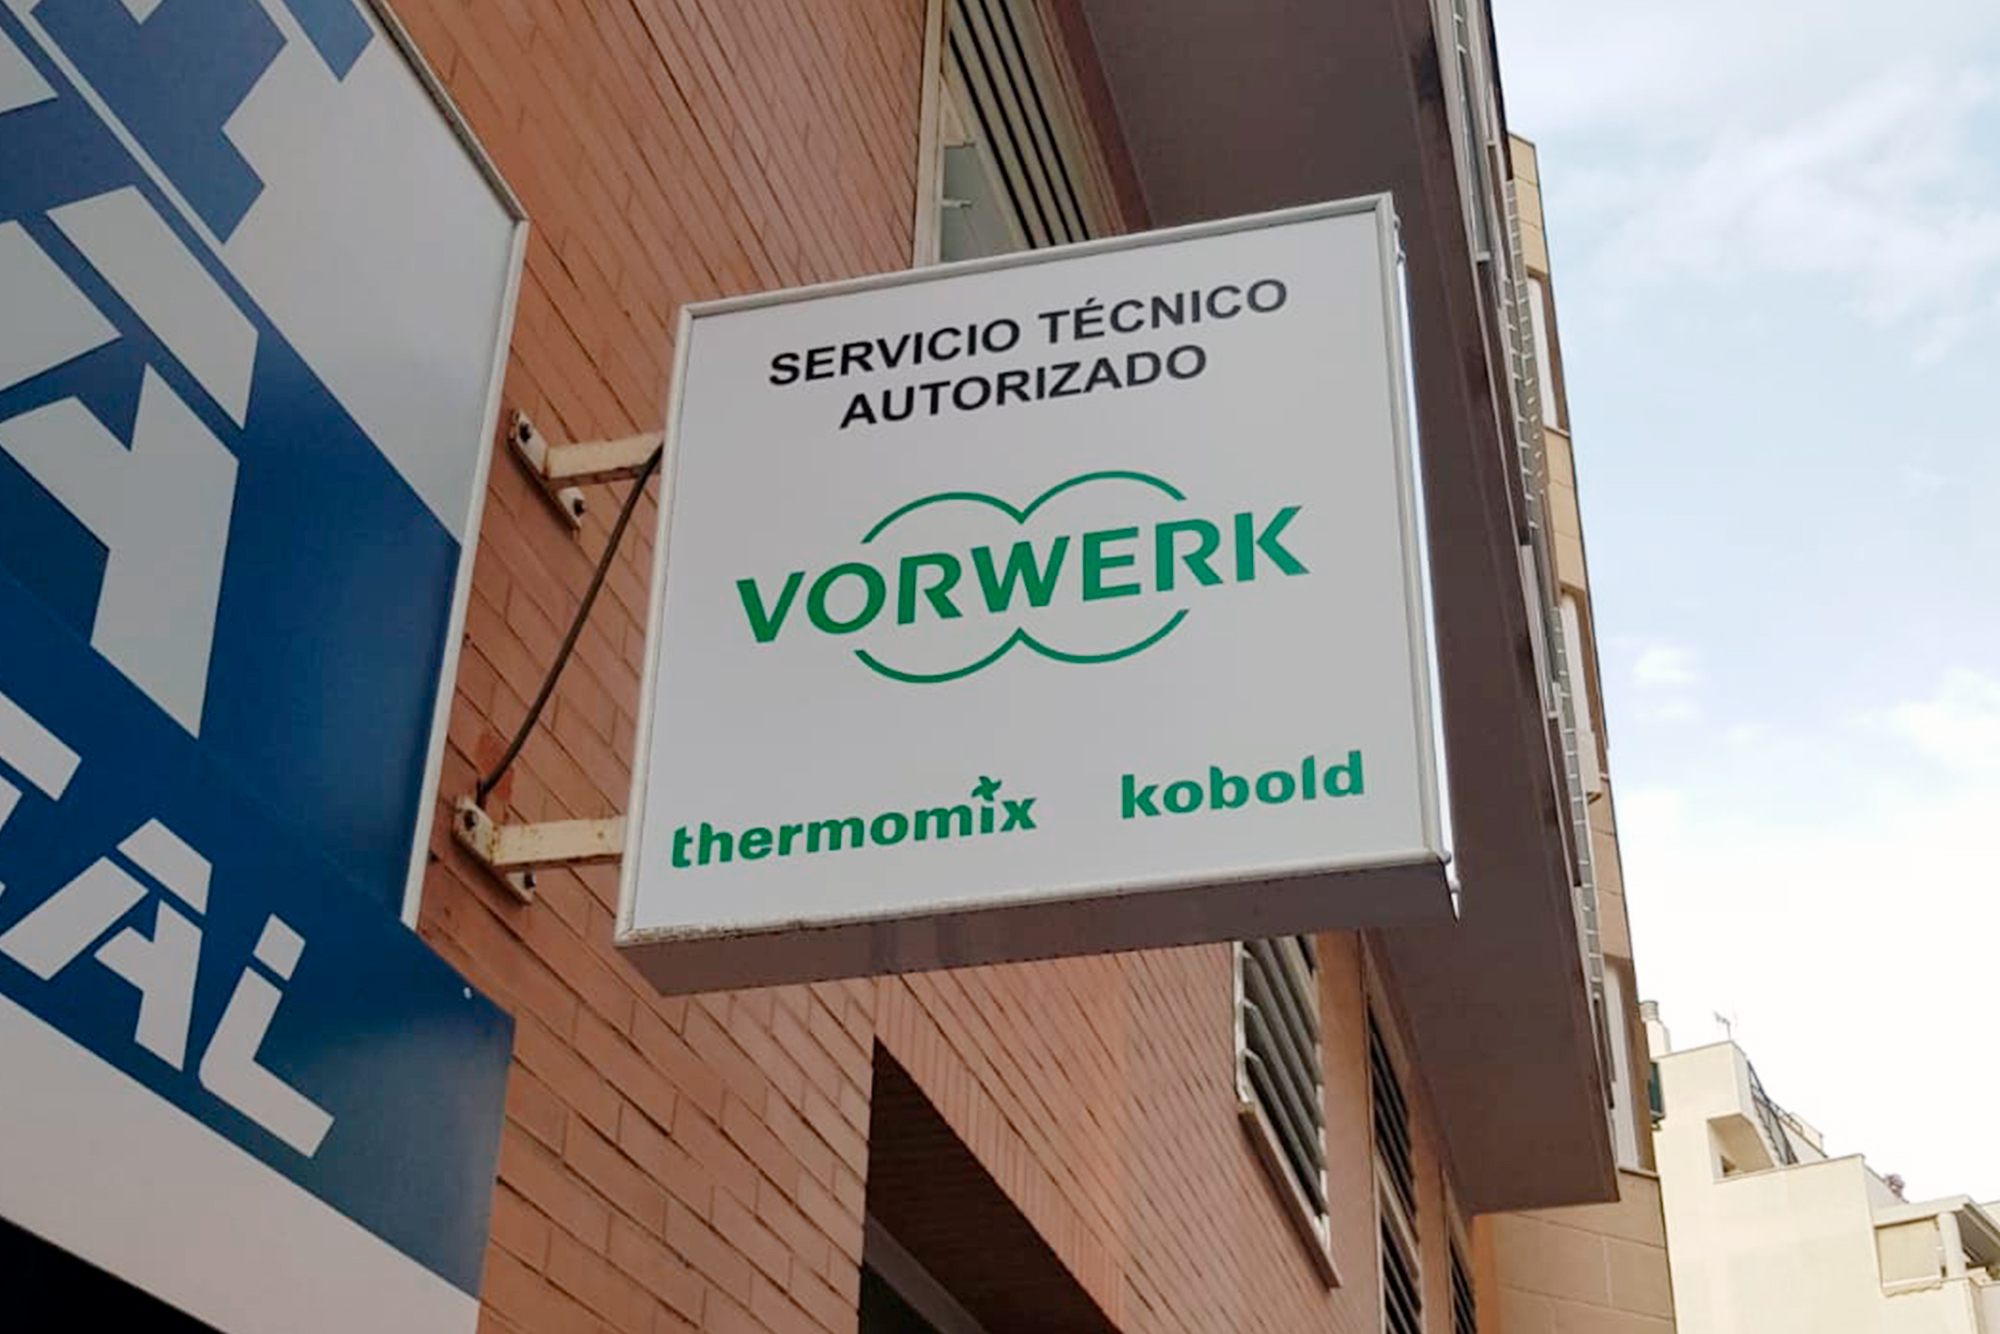 SERVICIO TÉCNICO
AUTORIZADO
VORWERK
thermomix kobold